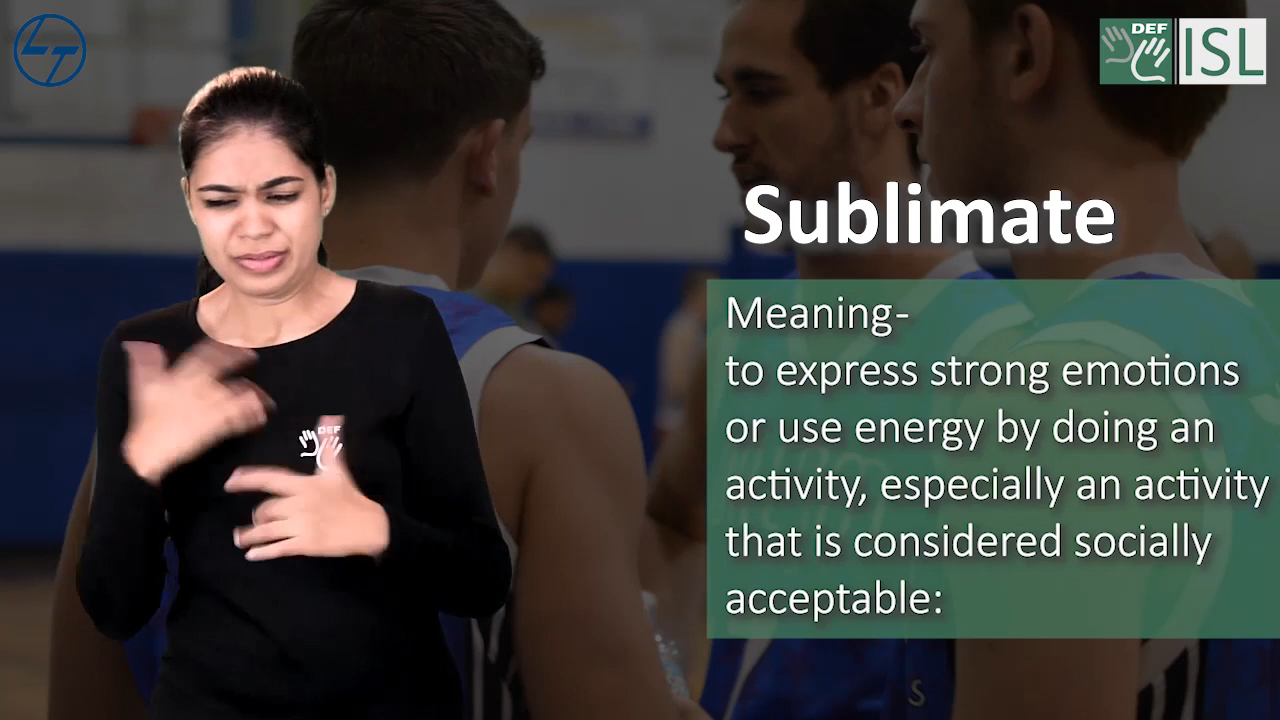 LT
DEF
ISL
Sublimate
DEF
Meaning-
to express strong emotions
or use energy by doing an
activity, especially an activity
that is considered socially
acceptable:
S